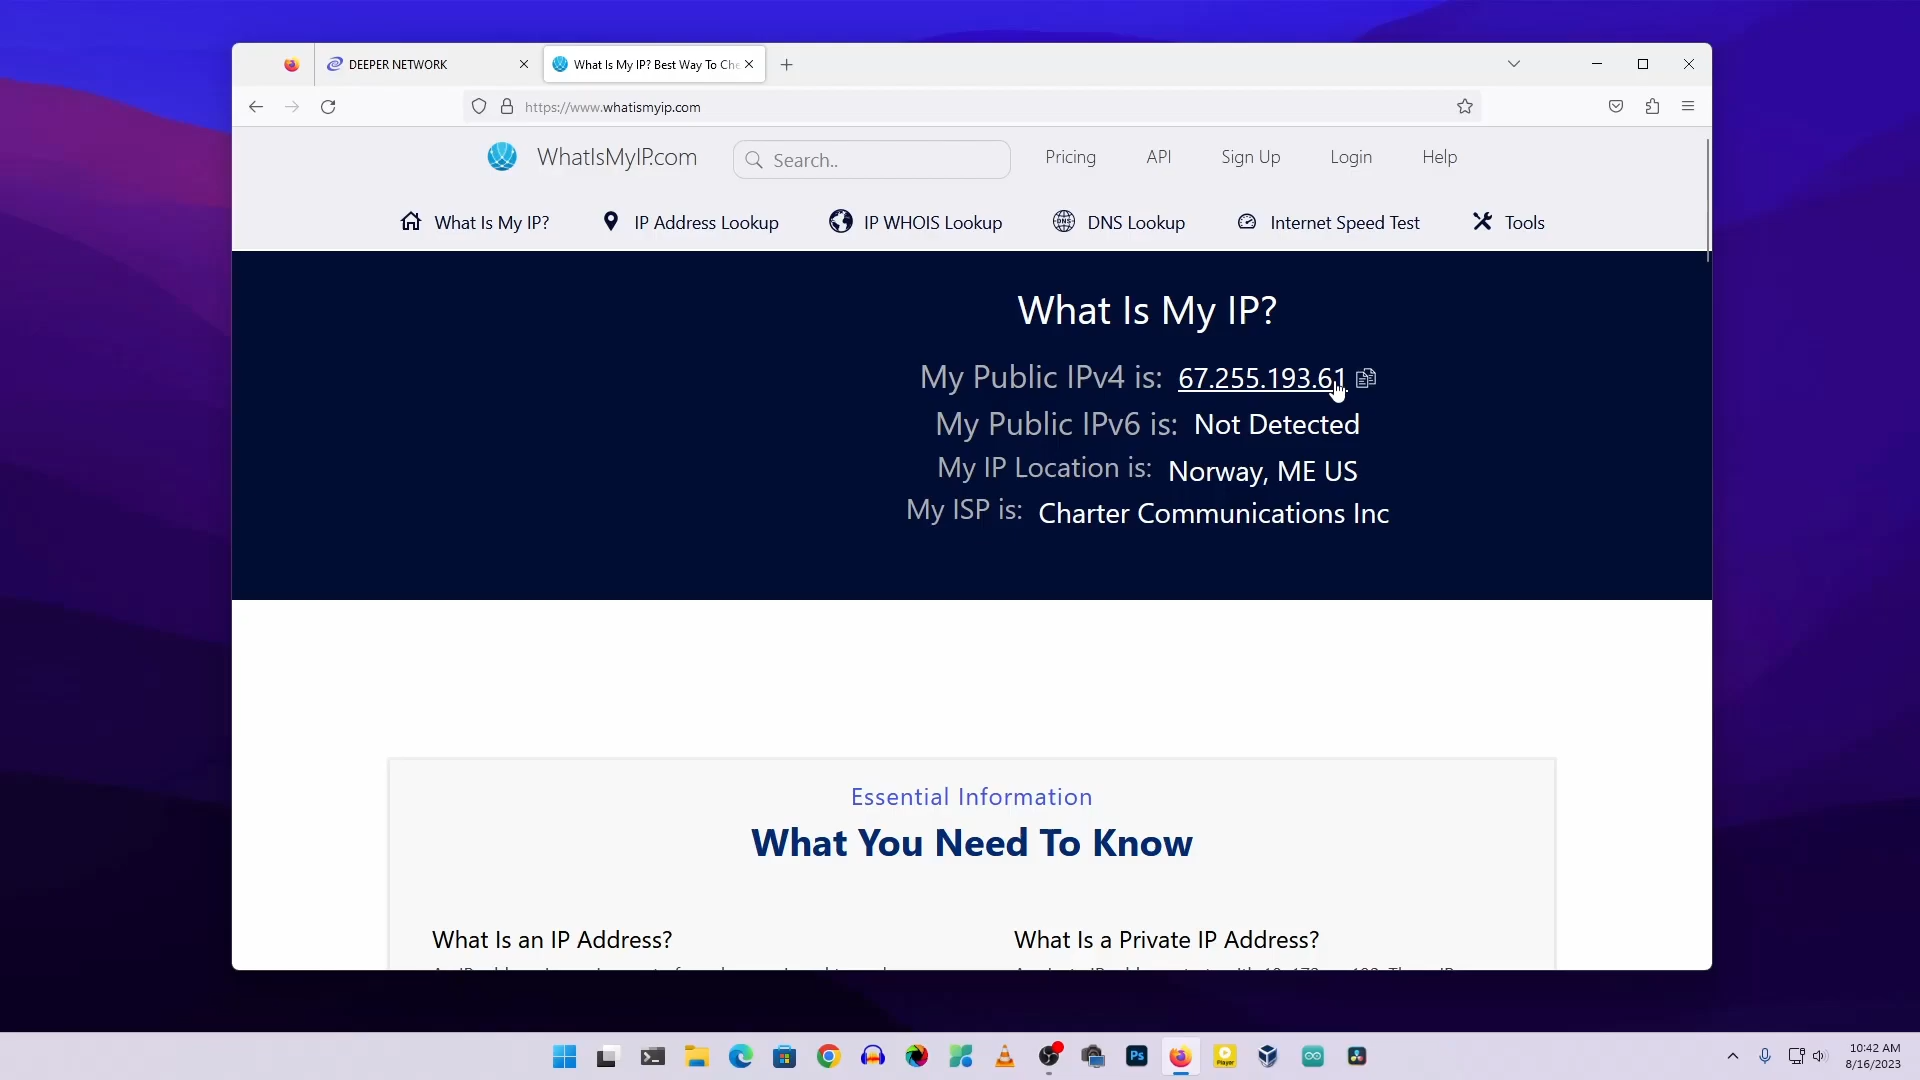 DEEPER NETWORK
What Is My IP? Best Way To Che
https://www.whatismyip.com
WhatIsMyIP.com
Search..
Pricing
API
Sign Up
Login
Help
What Is My IP?
IP Address Lookup
IP WHOIS Lookup
DNS
DNS Lookup
Internet Speed Test
Tools
What Is My IP?
My Public IPv4 is: 67.255.193.61
My Public IPv6 is: Not Detected
My IP Location is: Norway, ME US
My ISP is: Charter Communications Inc
Essential Information
What You Need To Know
What Is an IP Address?
What Is a Private IP Address?
Ps
Player
10:42 AM
8/16/2023